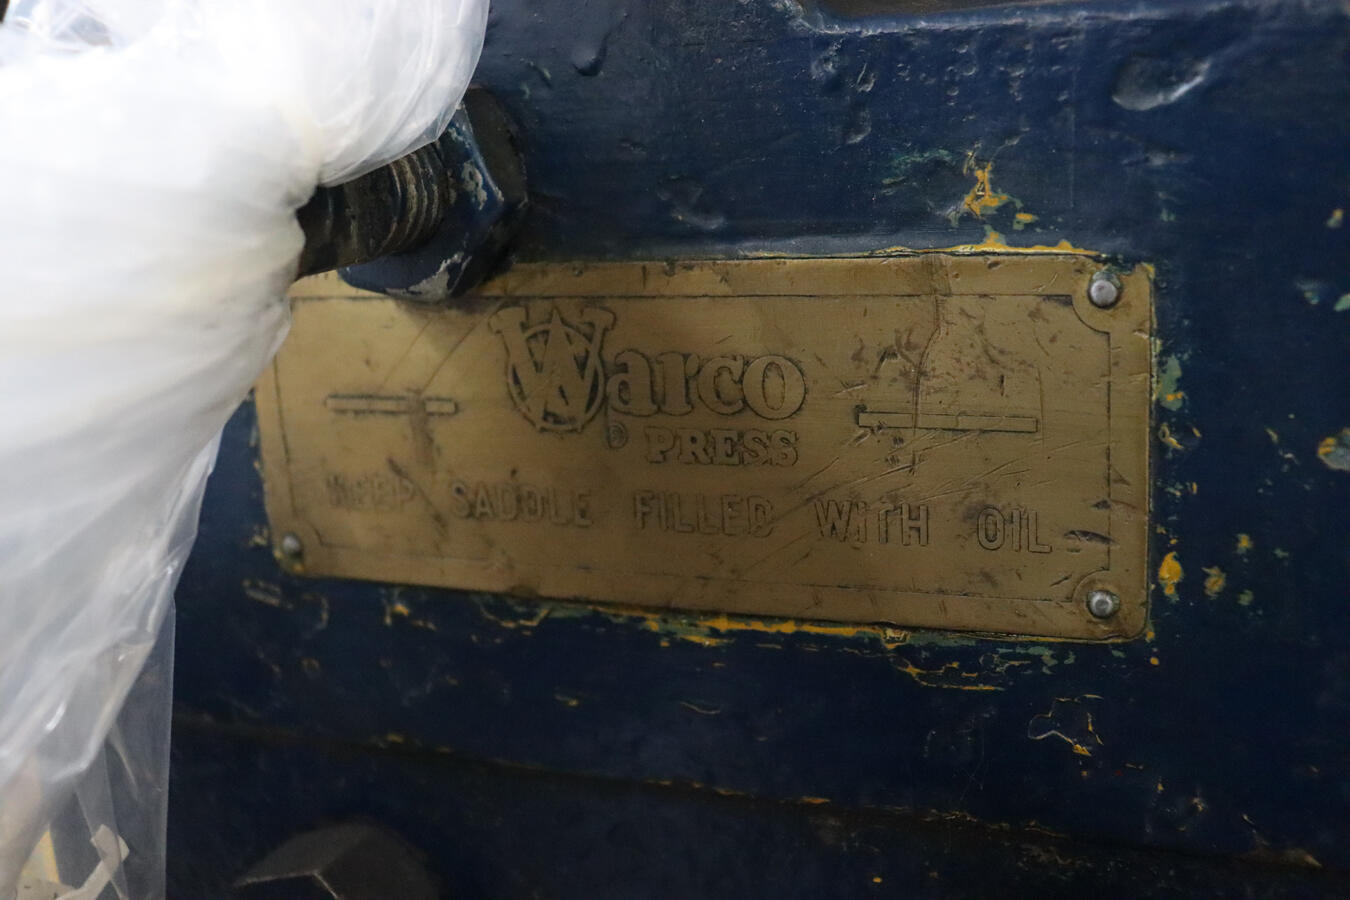 Warco
® PRESS
KEEP SADDLE FILLED WITH OIL